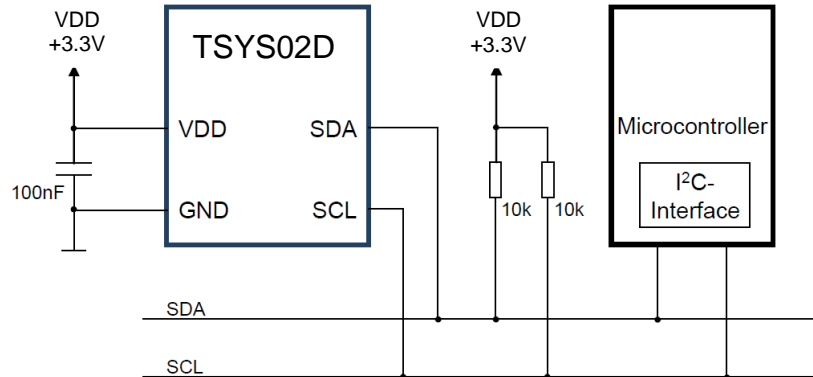 VDD
+3.3V
TSYS02D
VDD
SDA
GND
SCL
100nF
VDD
+3.3V
10k
10k
Microcontroller
I²C-
Interface
SDA
SCL